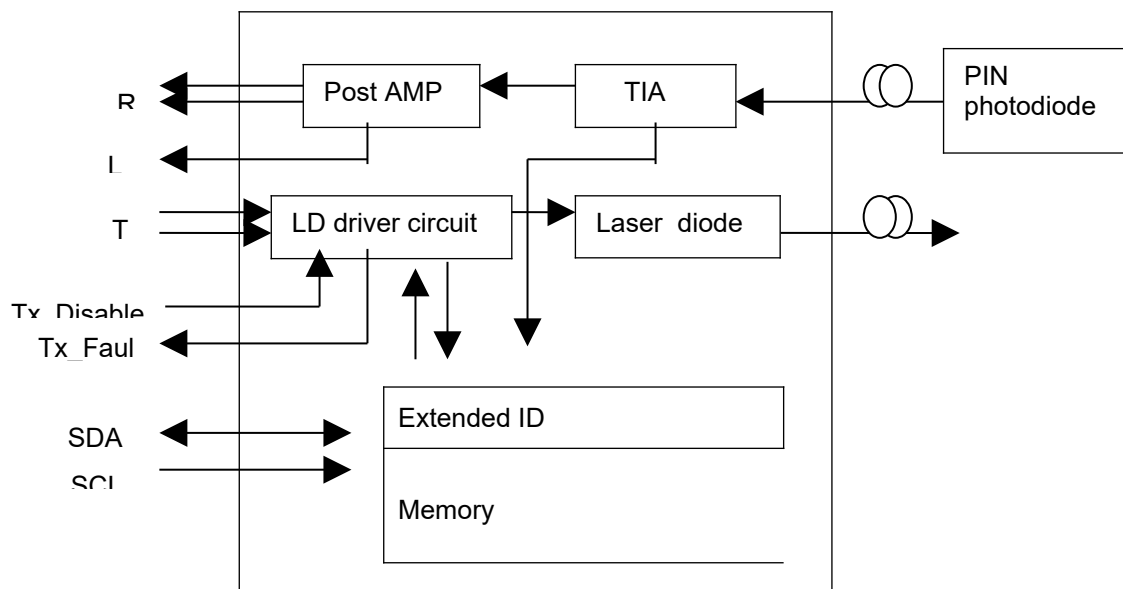 PIN
photodiode
Post AMP
TIA
R
L
T
LD driver circuit
Laser diode
Tx_Disable
Tx_Faul
Extended ID
SDA
SCL
Memory